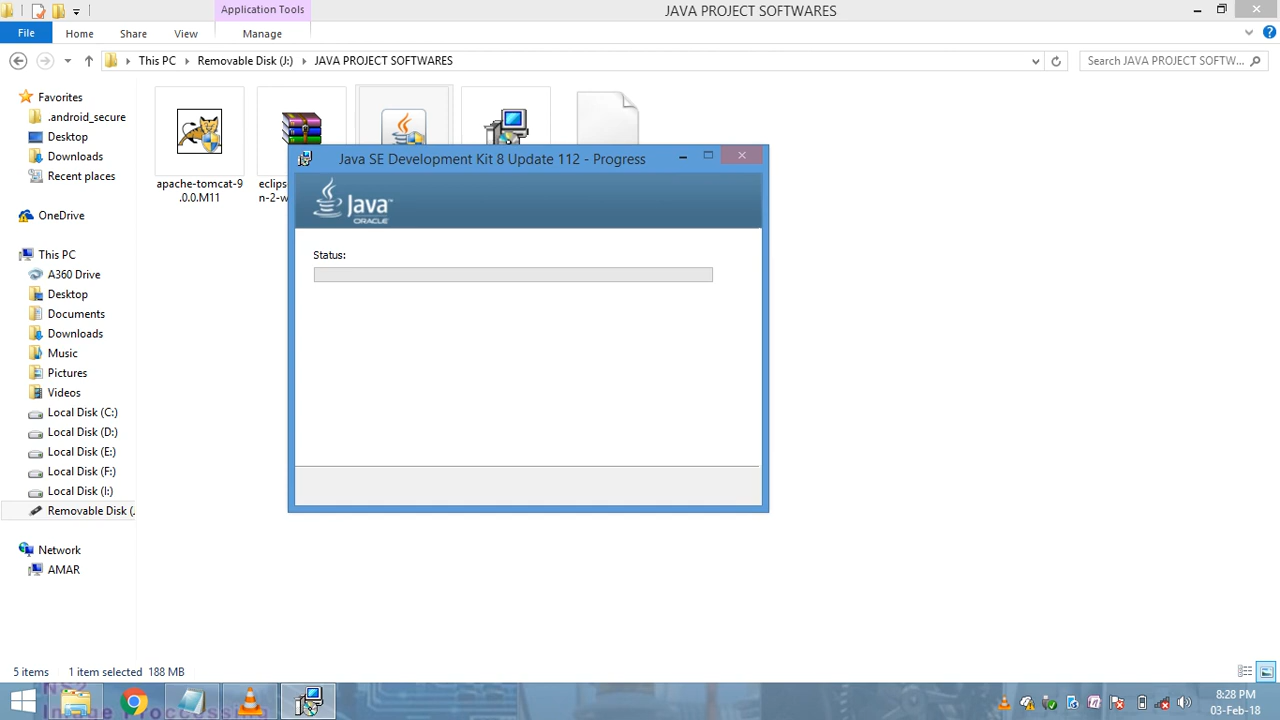 Application Tools
JAVA PROJECT SOFTWARES
File
Home
Share
View
Manage
This PC
Removable Disk (J:)
JAVA PROJECT SOFTWARES
Search JAVA PROJECT SOFTW...
Favorites
.android_secure
Desktop
Downloads
Recent places
OneDrive
This PC
A360 Drive
Desktop
Documents
Downloads
Music
Pictures
Videos
Local Disk (C:)
Local Disk (D:)
Local Disk (E:)
Local Disk (F:)
Local Disk (I:)
Removable Disk (
Network
AMAR
apache-tomcat-9
.0.0.M11
eclips
n-2-w
Java SE Development Kit 8 Update 112 - Progress
Java™
ORACLE
Status:
5 items
1 item selected 188 MB
8:28 PM
03-Feb-18